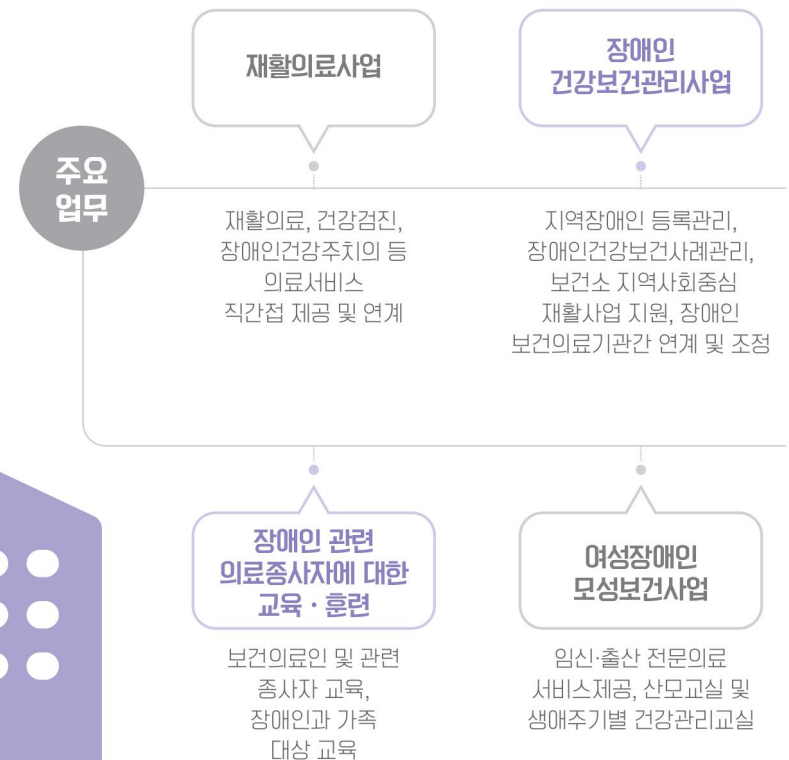 주요
업무
재활의료사업
재활의료, 건강검진,
장애인건강주치의 등
의료서비스
직간접 제공 및 연계
장애인
건강보건관리사업
지역장애인 등록관리,
장애인건강보건사례관리,
보건소 지역사회중심
재활사업 지원, 장애인
보건의료기관간 연계 및 조정
장애인 관련
의료종사자에 대한
교육·훈련
보건의료인 및 관련
종사자 교육,
장애인과 가족
대상 교육
여성장애인
모성보건사업
임신·출산 전문의료
서비스제공, 산모교실 및
생애주기별 건강관리교실